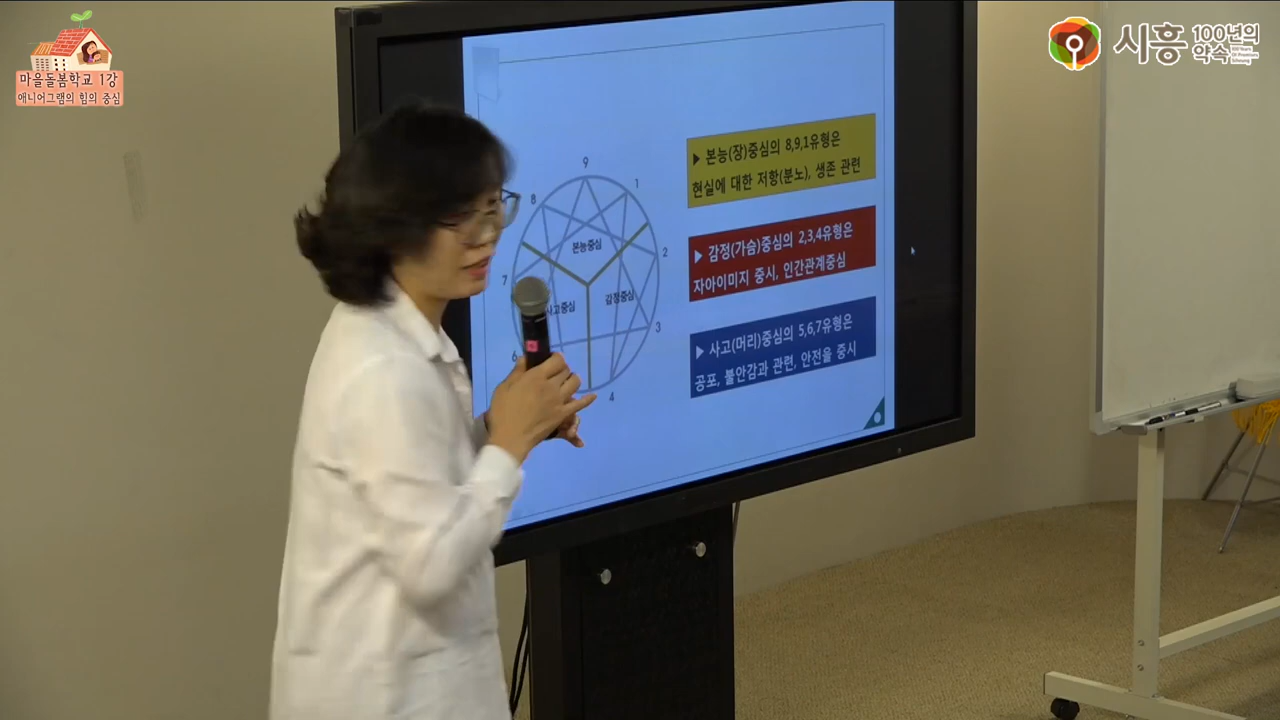 마을돌봄학교 1강
애니어그램의 힘의 중심
시흥
100년의
약속
9
8
1
본능중심
2
7
사고중심
감정중심
3
6
4
▶ 본능(장)중심의 8,9,1유형은
현실에 대한 저항(분노), 생존 관련
▶ 감정(가슴)중심의 2,3,4유형은
자아이미지 중시, 인간관계중심
▶ 사고(머리)중심의 5,6,7유형은
공포, 불안감과 관련, 안전을 중시